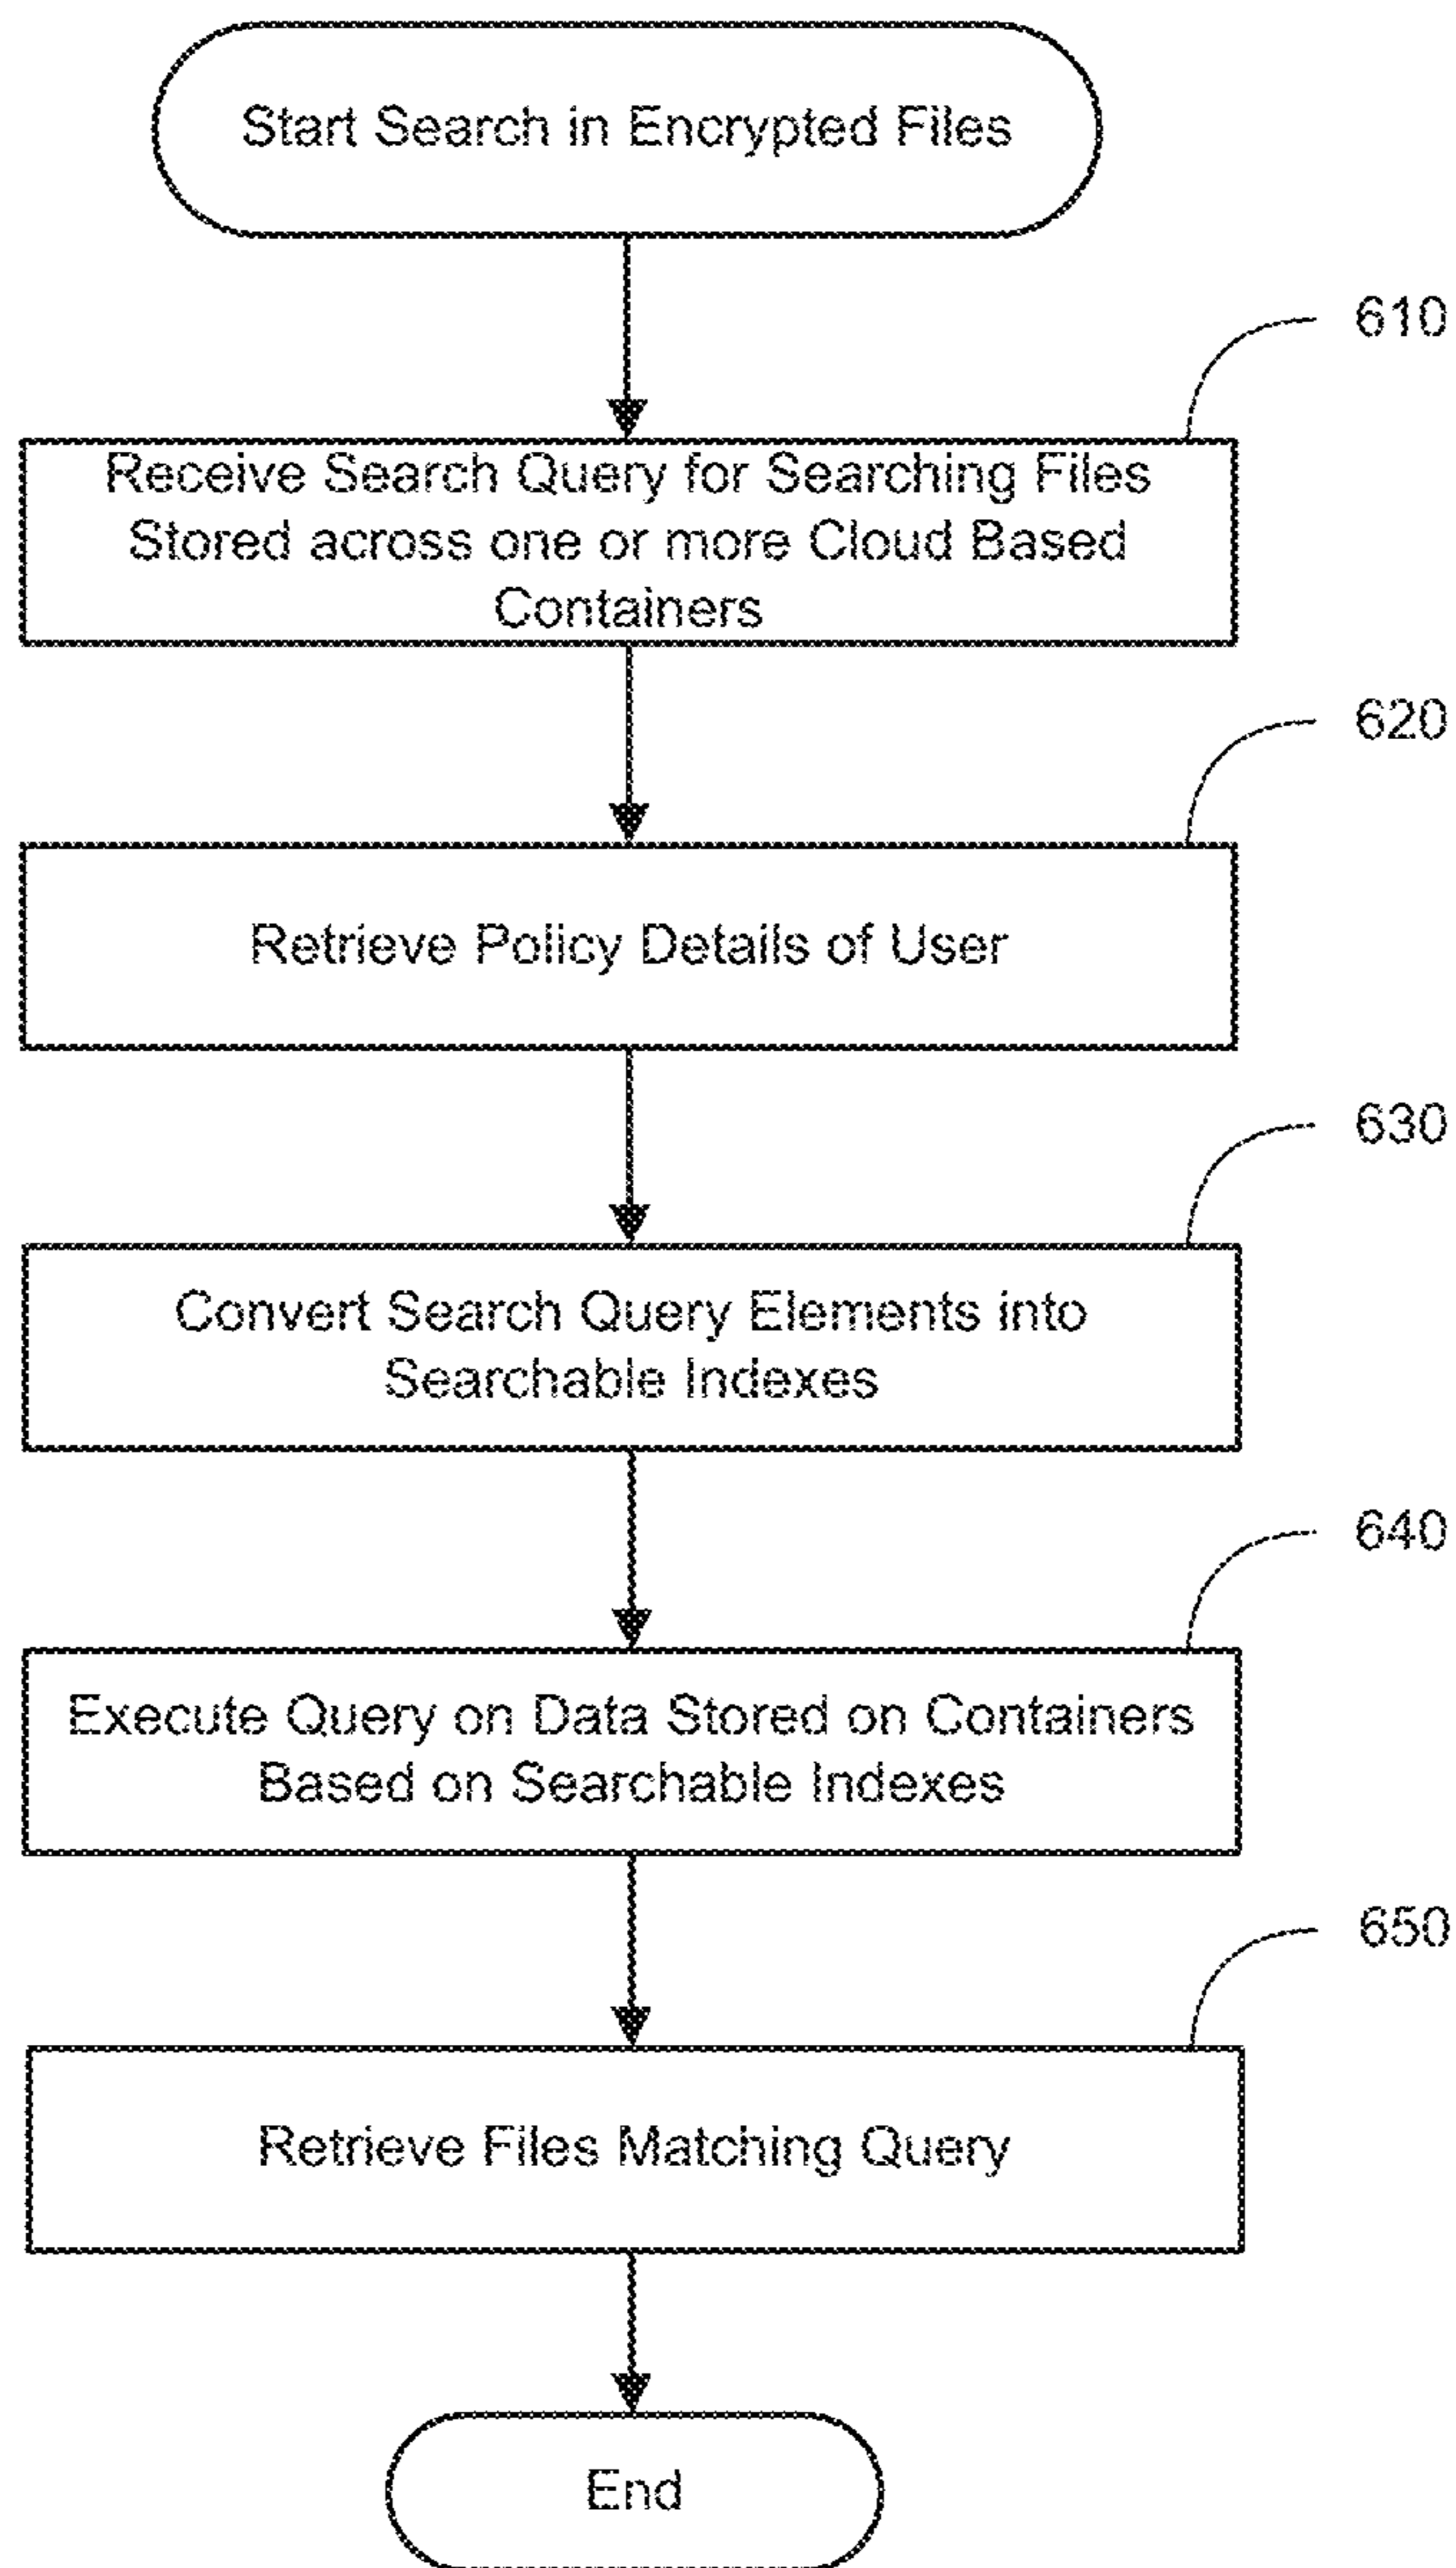 Start Search in Encrypted Files
610
Receive Search Query for Searching Files
Stored across one or more Cloud Based
Containers
620
Retrieve Policy Details of User
630
Convert Search Query Elements into
Searchable Indexes
640
Execute Query on Data Stored on Containers
Based on Searchable Indexes
650
Retrieve Files Matching Query
End